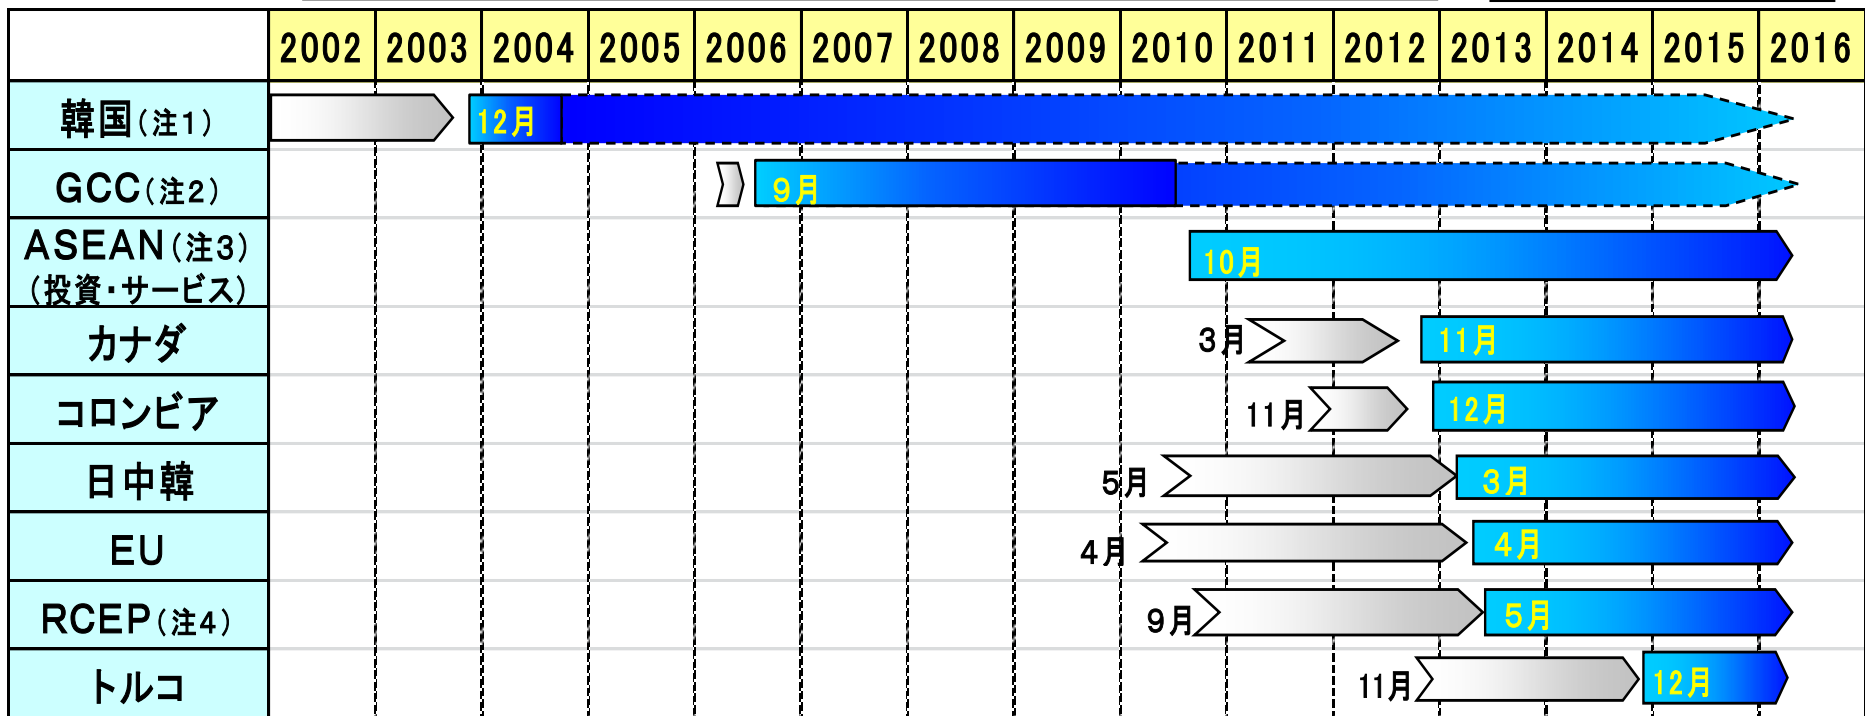 2002 2003 2004 2005 2006 2007 2008 2009 2010 2011 2012 2013 2014 2015 2016
韓国(注1) 12月
GCC(注2) 9月
ASEAN(注3)
(投資・サービス) 10月
カナダ 3月 11月
コロンビア 11月 12月
日中韓 5月 3月
EU 4月 4月
RCEP(注4) 9月 5月
トルコ 11月 12月